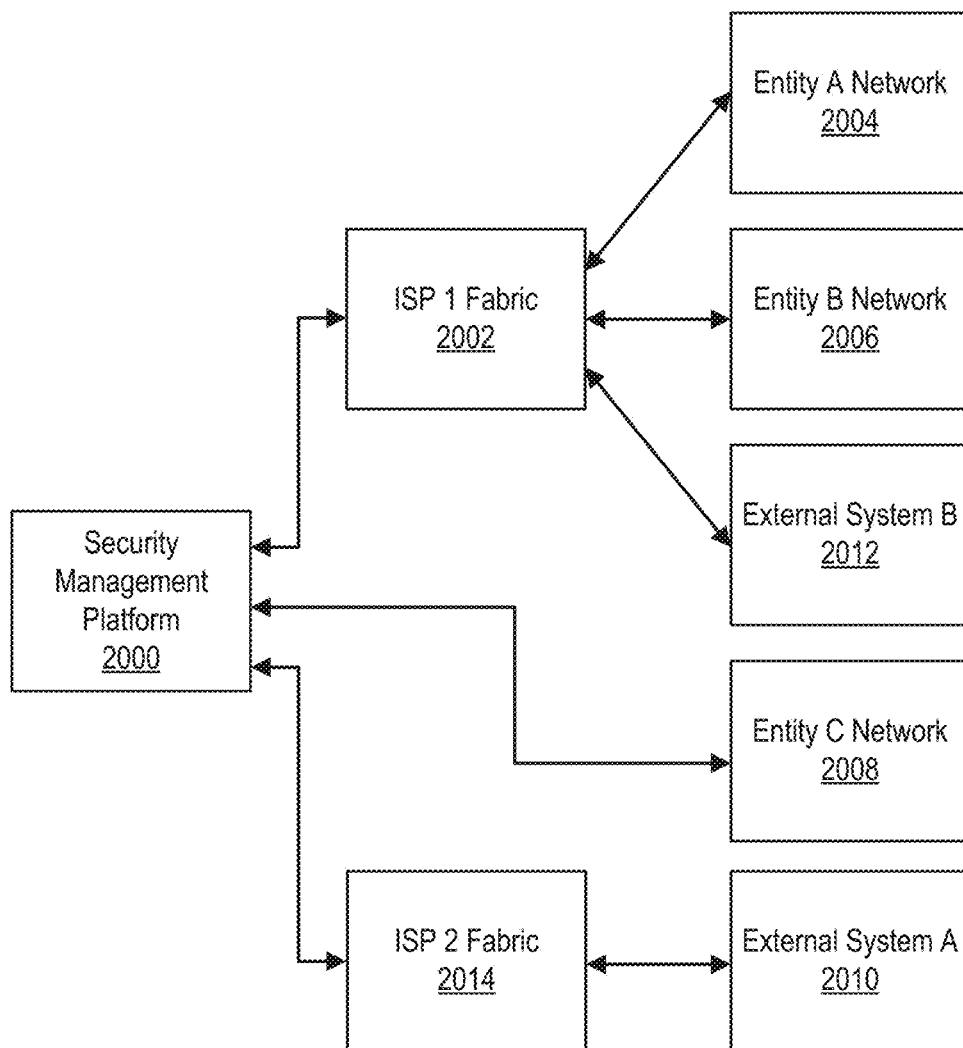 Entity A Network
2004
ISP 1 Fabric
2002
Entity B Network
2006
External System B
2012
Security
Management
Platform
2000
Entity C Network
2008
ISP 2 Fabric
2014
External System A
2010